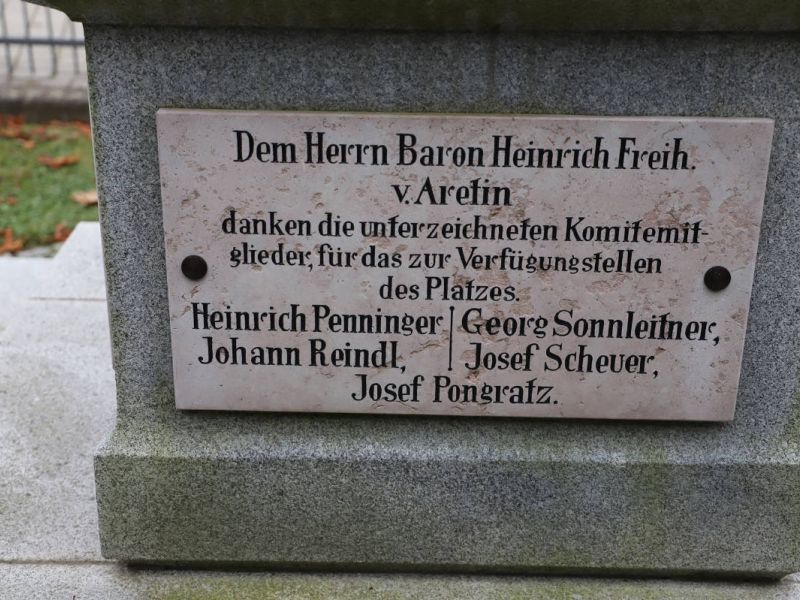 Dem Herrn Baron Heinrich Freih.
v. Aretin
danken die unterzeichneten Komitemit-
glieder, für das zur Verfügungstellen
des Platzes.
Heinrich Penninger | Georg Sonnleitner,
Johann Reindl, | Josef Scheuer,
Josef Pongratz.